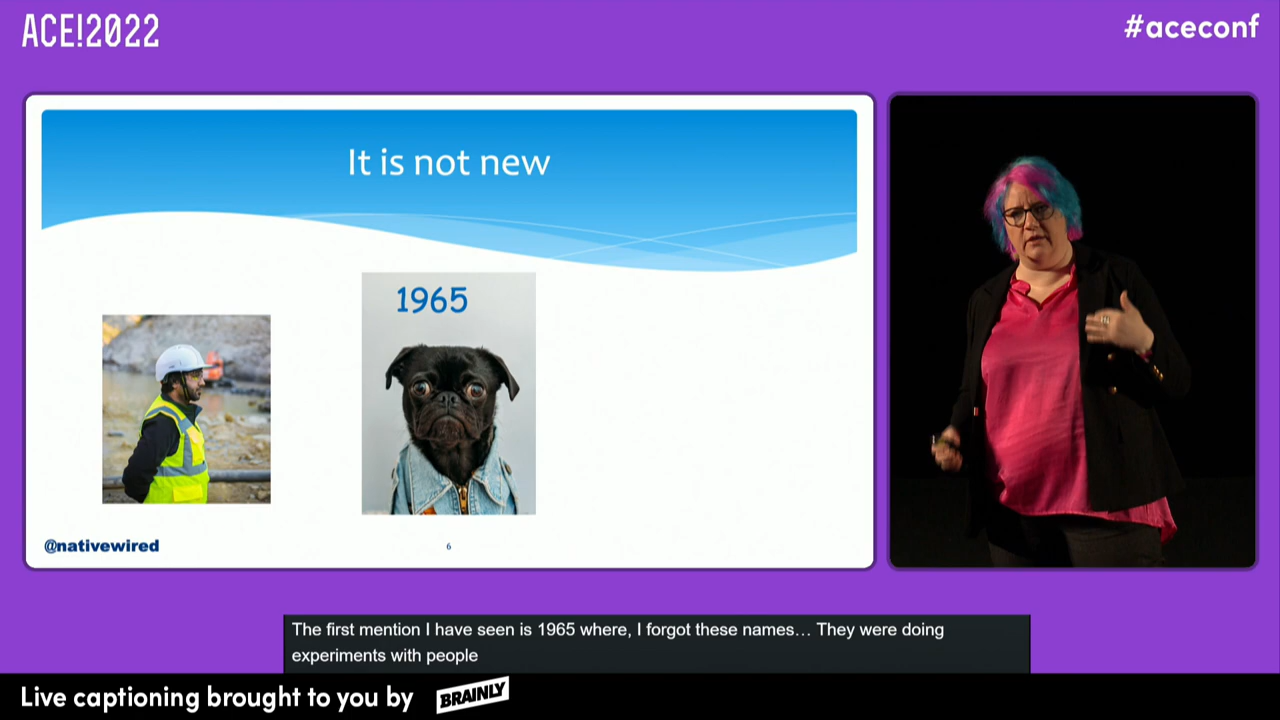 ACE!2022
#aceconf
It is not new
1965
@nativewired
6
The first mention I have seen is 1965 where, I forgot these names… They were doing
experiments with people
Live captioning brought to you by BRAINLY